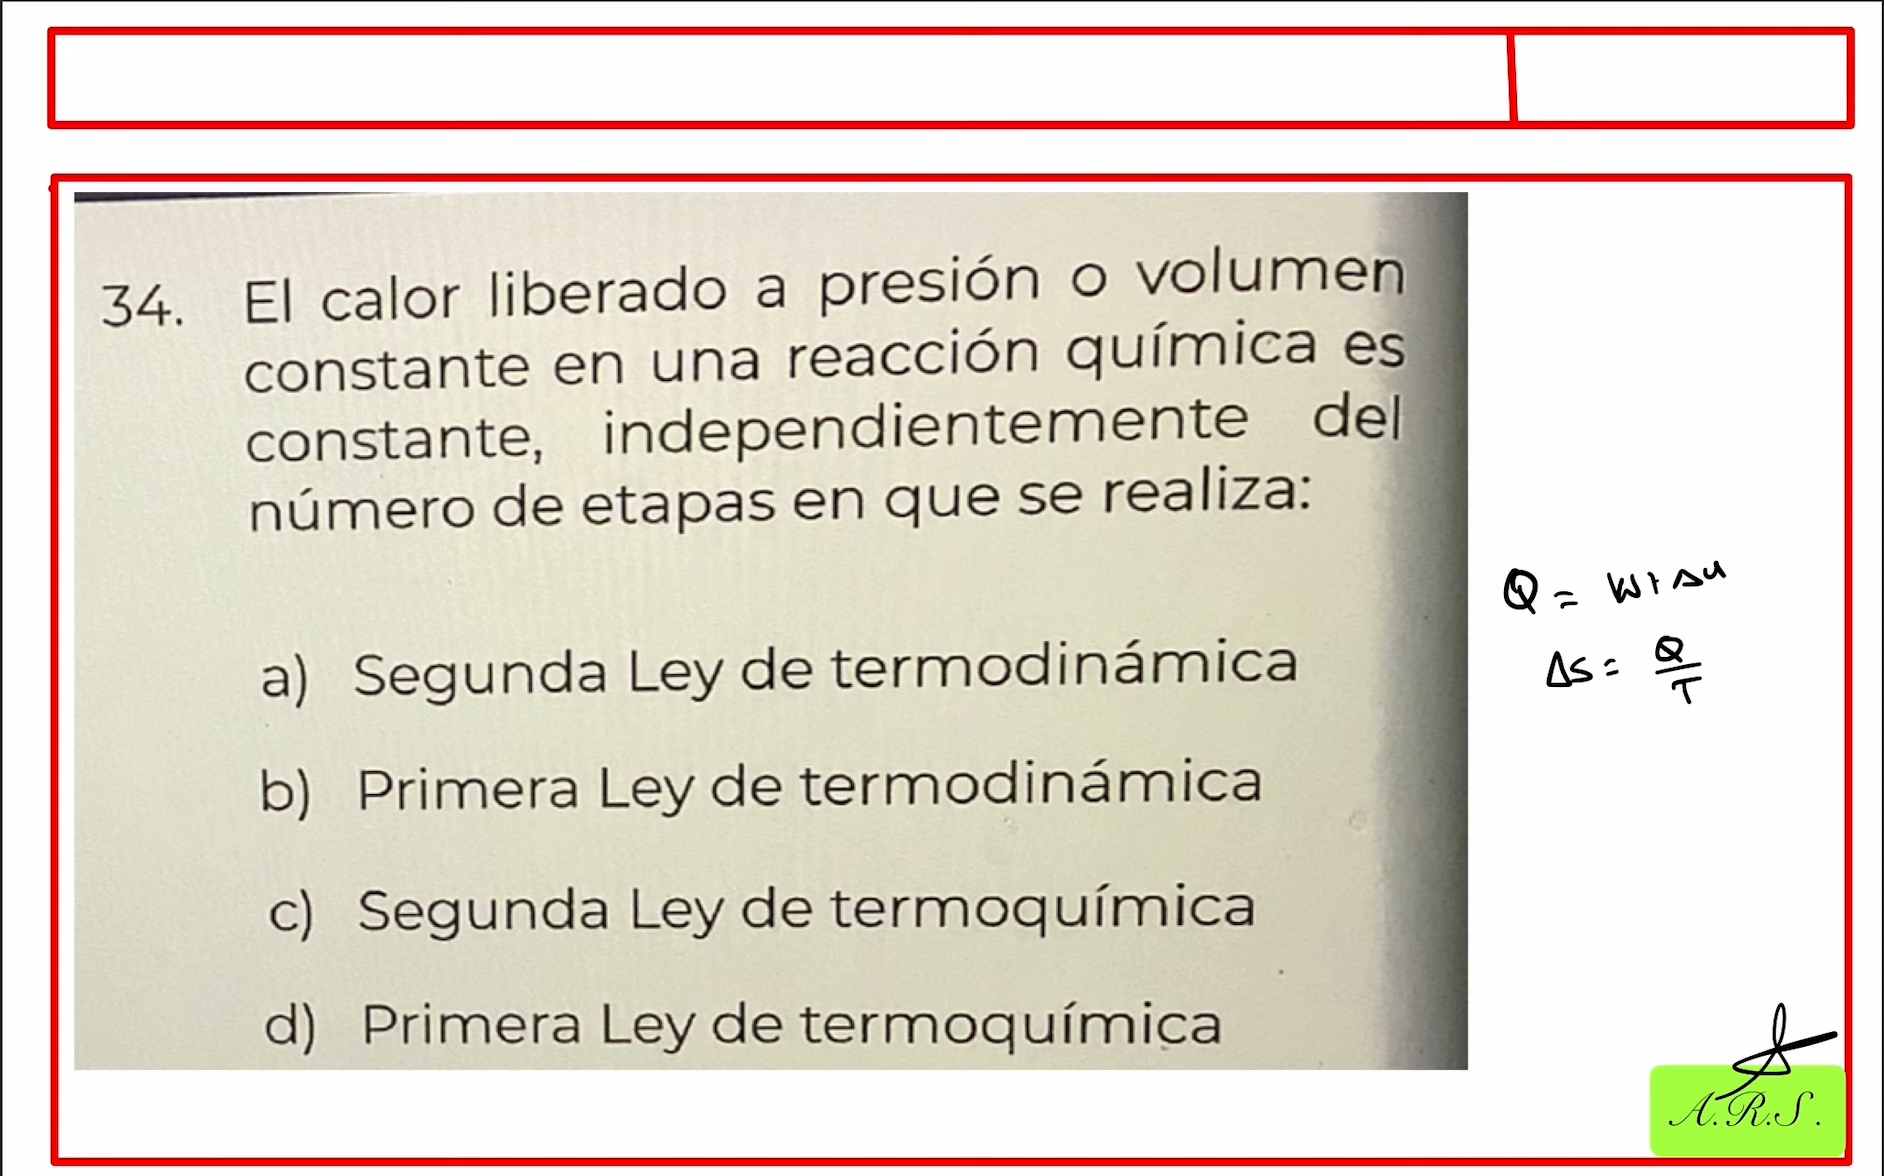 34. El calor liberado a presión o volumen
constante en una reacción química es
constante, independientemente del
número de etapas en que se realiza:
a) Segunda Ley de termodinámica
b) Primera Ley de termodinámica
c) Segunda Ley de termoquímica
d) Primera Ley de termoquímica
Q = W + Δu
ΔS = Q/T
A.R.S.